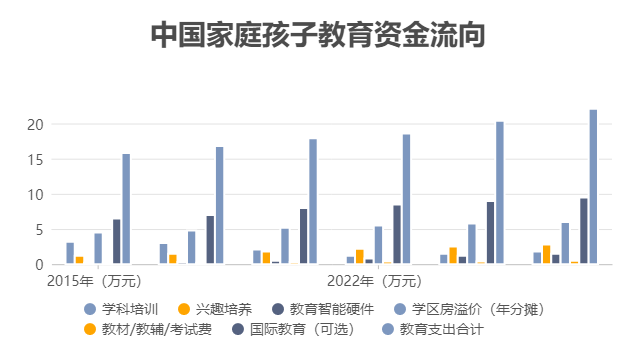 中国家庭孩子教育资金流向
20
15
10
5
0
2015年（万元） 2022年（万元）
学科培训 兴趣培养 教育智能硬件 学区房溢价（年分摊）
教材/教辅/考试费 国际教育（可选） 教育支出合计